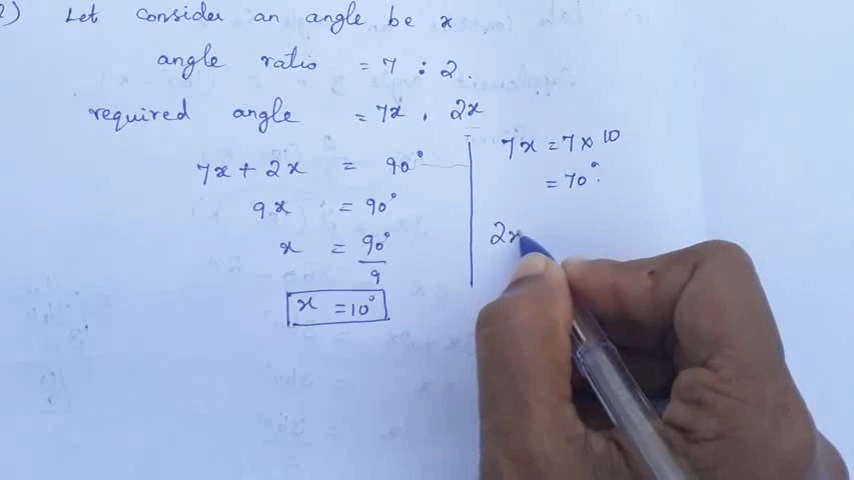 2) Let consider an angle be x
angle ratio = 7 : 2.
required angle = 7x , 2x
7x + 2x = 90°
9x = 90°
x = 90°
9
x = 10°
7x = 7 × 10
= 70°.
2x